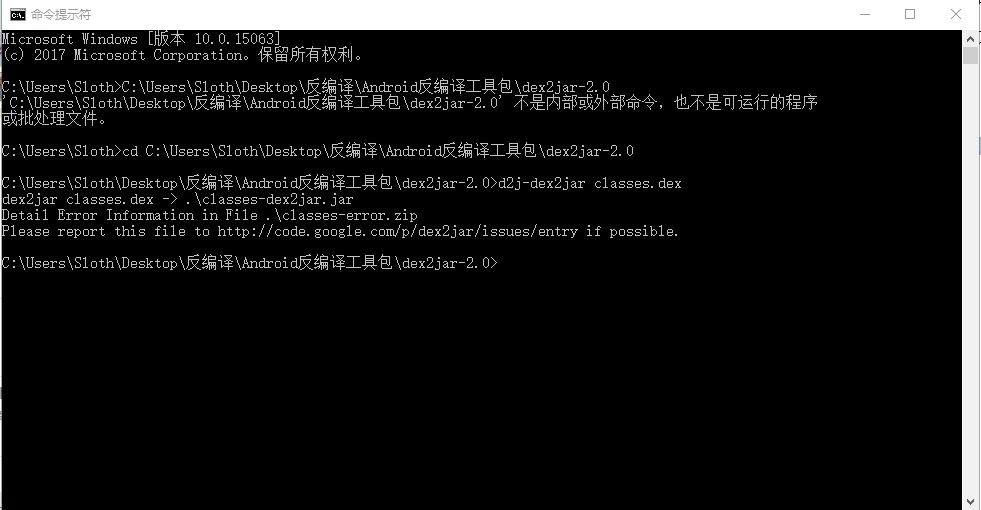 命令提示符
Microsoft Windows [版本 10.0.15063]
(c) 2017 Microsoft Corporation。保留所有权利。
C:\Users\Sloth>C:\Users\Sloth\Desktop\反编译\Android反编译工具包\dex2jar-2.0
'C:\Users\Sloth\Desktop\反编译\Android反编译工具包\dex2jar-2.0' 不是内部或外部命令，也不是可运行的程序
或批处理文件。
C:\Users\Sloth>cd C:\Users\Sloth\Desktop\反编译\Android反编译工具包\dex2jar-2.0
C:\Users\Sloth\Desktop\反编译\Android反编译工具包\dex2jar-2.0>d2j-dex2jar classes.dex
dex2jar classes.dex -> .\classes-dex2jar.jar
Detail Error Information in File .\classes-error.zip
Please report this file to http://code.google.com/p/dex2jar/issues/entry if possible.
C:\Users\Sloth\Desktop\反编译\Android反编译工具包\dex2jar-2.0>